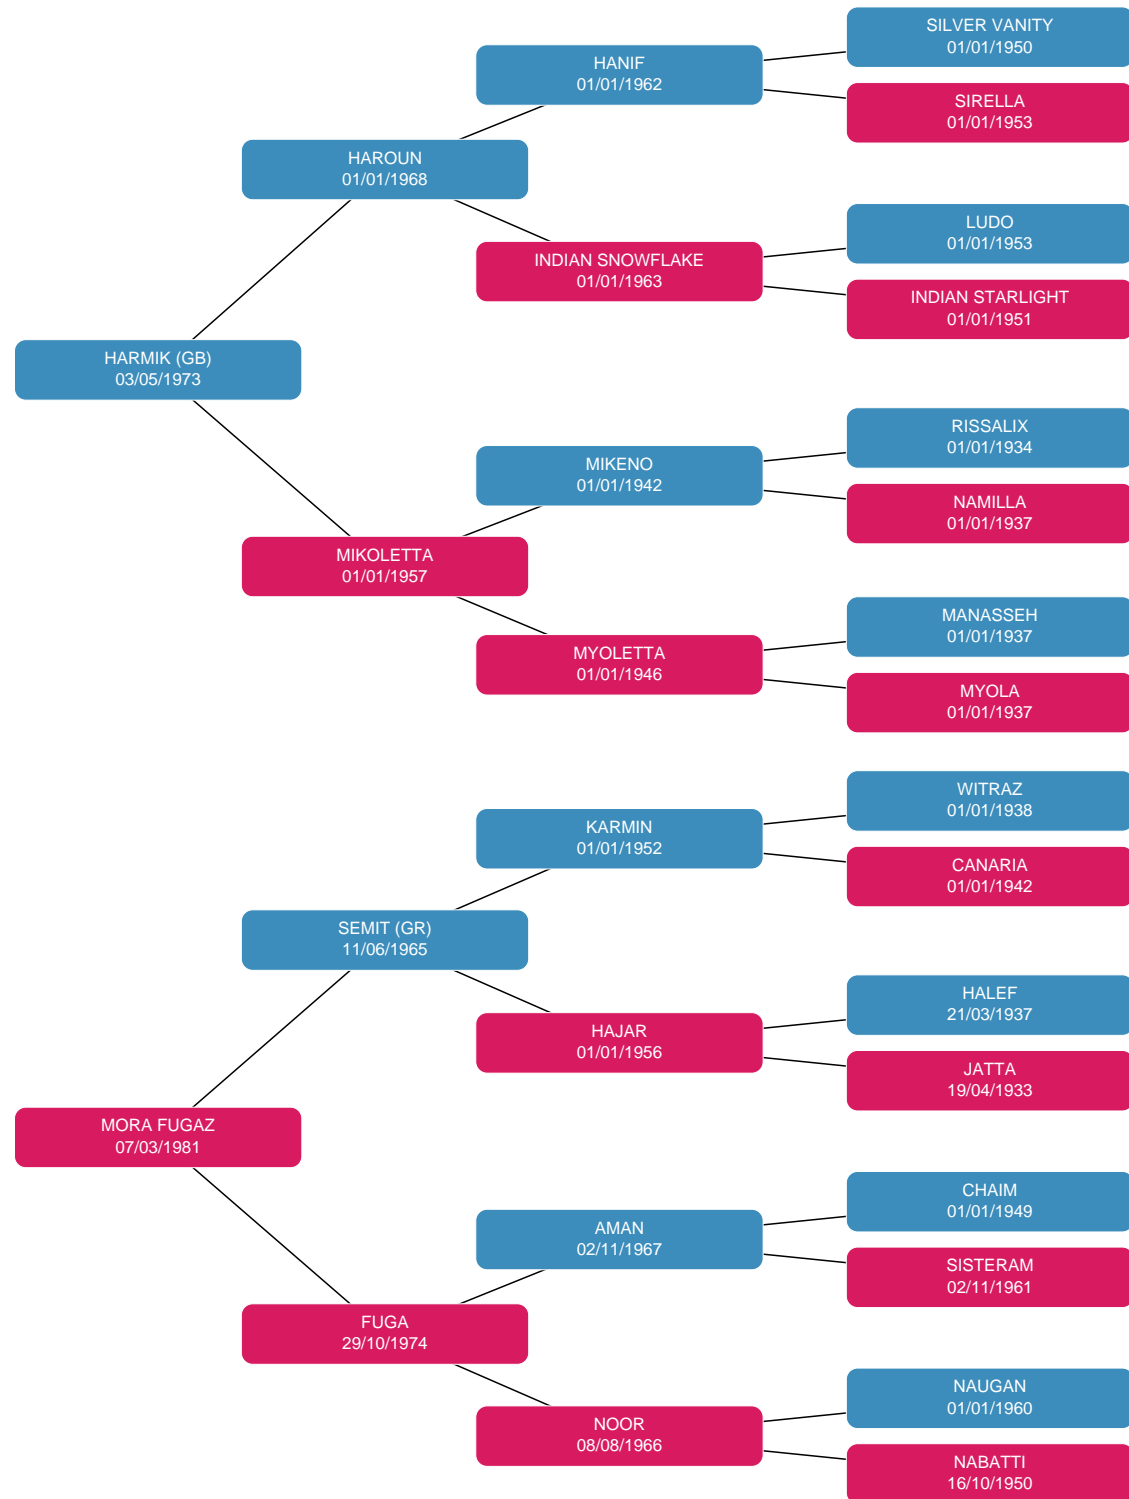 SILVER VANITY
01/01/1950
HANIF
01/01/1962
SIRELLA
01/01/1953
HAROUN
01/01/1968
LUDO
01/01/1953
INDIAN SNOWFLAKE
01/01/1963
INDIAN STARLIGHT
01/01/1951
HARMIK (GB)
03/05/1973
RISSALIX
01/01/1934
MIKENO
01/01/1942
NAMILLA
01/01/1937
MIKOLETTA
01/01/1957
MANASSEH
01/01/1937
MYOLETTA
01/01/1946
MYOLA
01/01/1937
WITRAZ
01/01/1938
KARMIN
01/01/1952
CANARIA
01/01/1942
SEMIT (GR)
11/06/1965
HALEF
21/03/1937
HAJAR
01/01/1956
JATTA
19/04/1933
MORA FUGAZ
07/03/1981
CHAIM
01/01/1949
AMAN
02/11/1967
SISTERAM
02/11/1961
FUGA
29/10/1974
NAUGAN
01/01/1960
NOOR
08/08/1966
NABATTI
16/10/1950